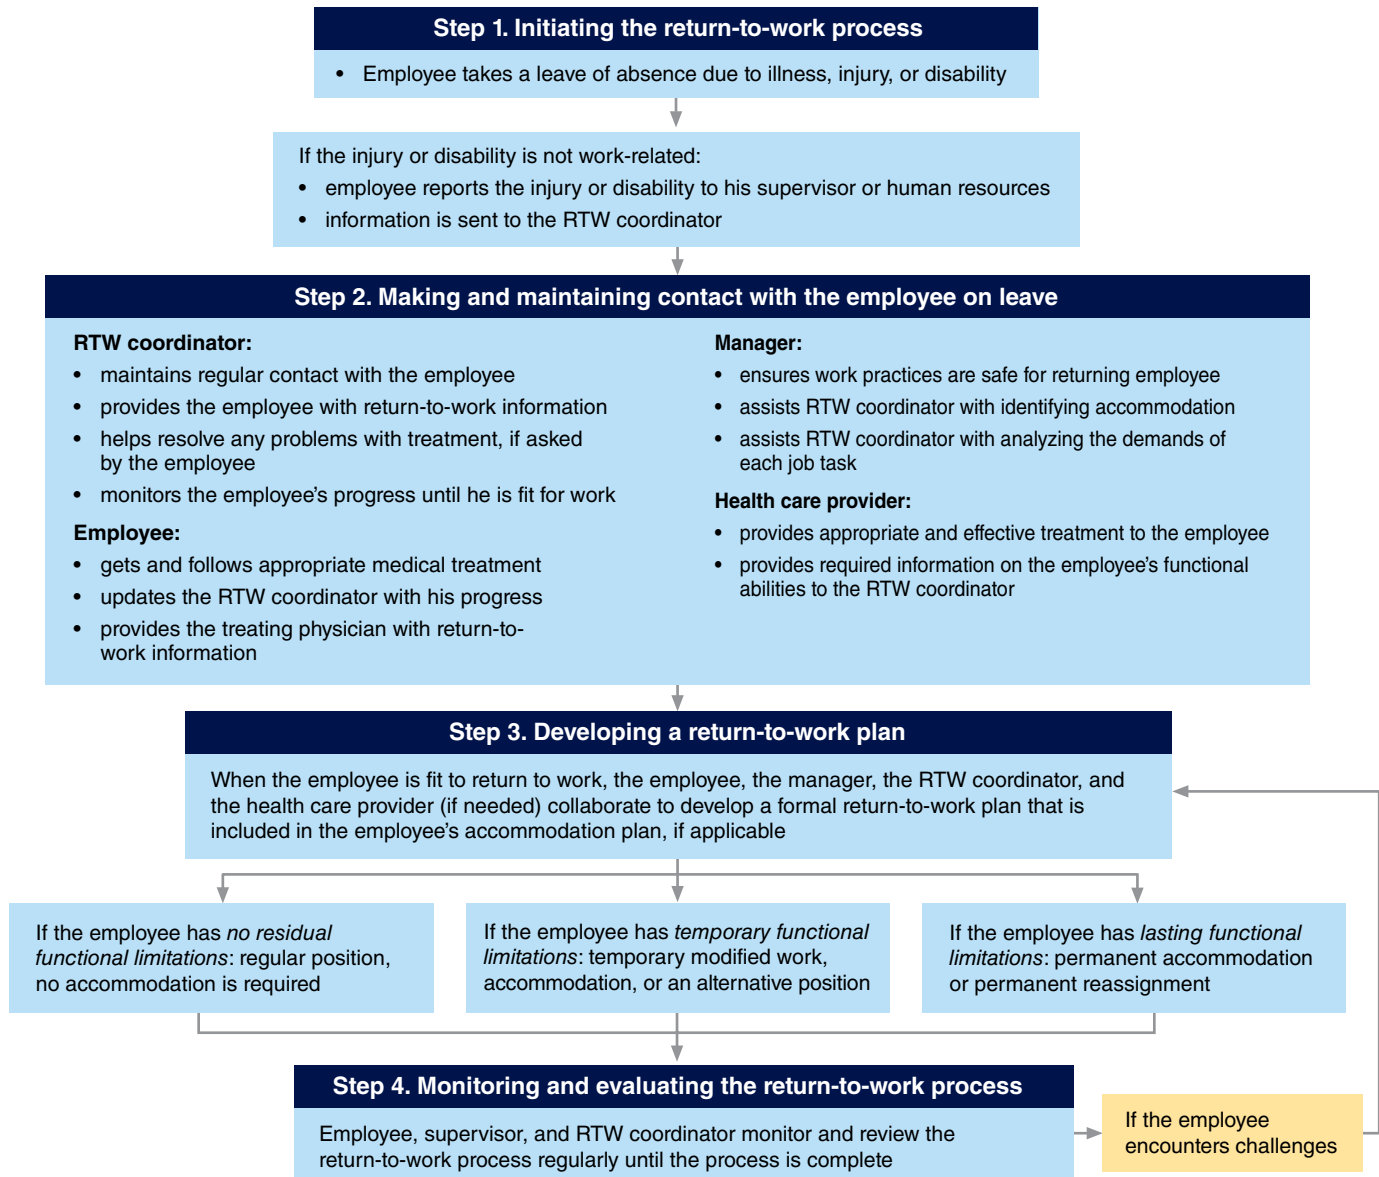 Step 1. Initiating the return-to-work process
• Employee takes a leave of absence due to illness, injury, or disability
If the injury or disability is not work-related:
• employee reports the injury or disability to his supervisor or human resources
• information is sent to the RTW coordinator
Step 2. Making and maintaining contact with the employee on leave
RTW coordinator:
• maintains regular contact with the employee
• provides the employee with return-to-work information
• helps resolve any problems with treatment, if asked
by the employee
• monitors the employee’s progress until he is fit for work
Employee:
• gets and follows appropriate medical treatment
• updates the RTW coordinator with his progress
• provides the treating physician with return-to-
work information
Manager:
• ensures work practices are safe for returning employee
• assists RTW coordinator with identifying accommodation
• assists RTW coordinator with analyzing the demands of
each job task
Health care provider:
• provides appropriate and effective treatment to the employee
• provides required information on the employee’s functional
abilities to the RTW coordinator
Step 3. Developing a return-to-work plan
When the employee is fit to return to work, the employee, the manager, the RTW coordinator, and
the health care provider (if needed) collaborate to develop a formal return-to-work plan that is
included in the employee’s accommodation plan, if applicable
If the employee has no residual
functional limitations: regular position,
no accommodation is required
If the employee has temporary functional
limitations: temporary modified work,
accommodation, or an alternative position
If the employee has lasting functional
limitations: permanent accommodation
or permanent reassignment
Step 4. Monitoring and evaluating the return-to-work process
Employee, supervisor, and RTW coordinator monitor and review the
return-to-work process regularly until the process is complete
If the employee
encounters challenges